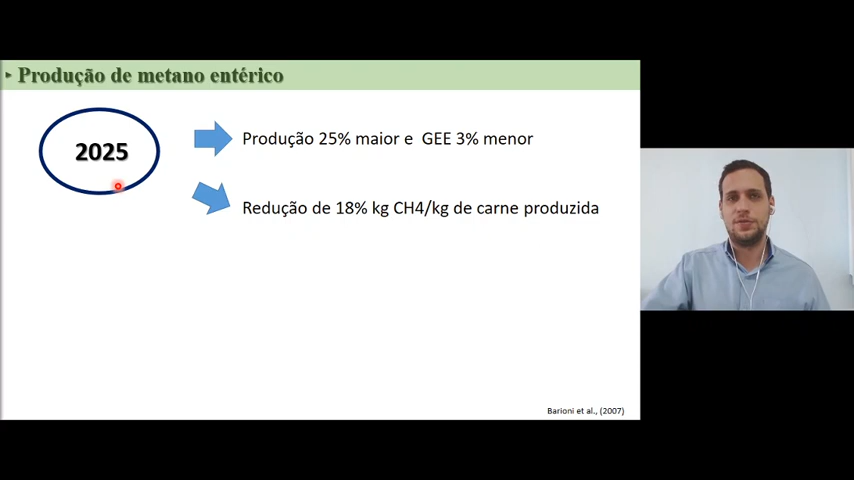 Produção de metano entérico
2025
Produção 25% maior e GEE 3% menor
Redução de 18% kg CH4/kg de carne produzida
Barioni et al., (2007)